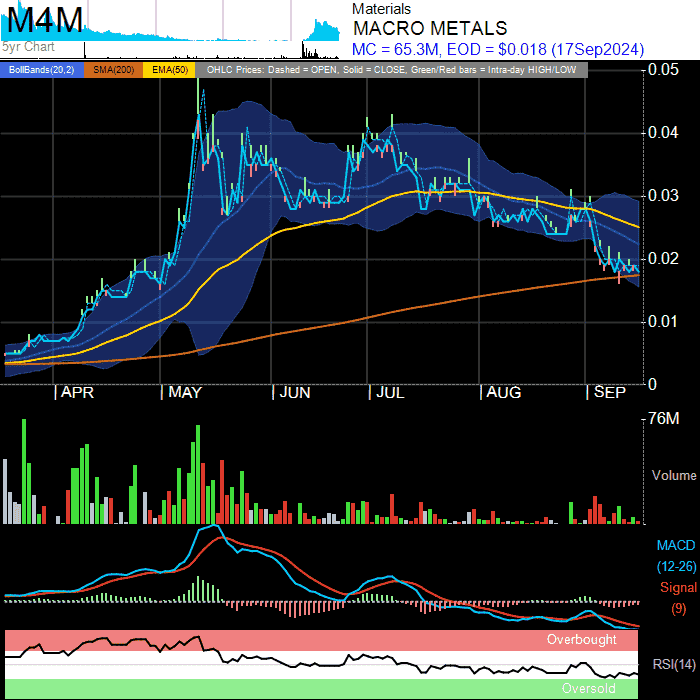 M4M
Materials
MACRO METALS
MC = 65.3M, EOD = $0.018 (17Sep2024)
5yr Chart
BollBands(20,2) SMA(200) EMA(50) OHLC Prices: Dashed = OPEN, Solid = CLOSE, Green/Red bars = Intra-day HIGH/LOW
0.05
0.04
0.03
0.02
0.01
0
APR MAY JUN JUL AUG SEP
76M
Volume
MACD
(12-26)
Signal
(9)
Overbought
RSI(14)
Oversold